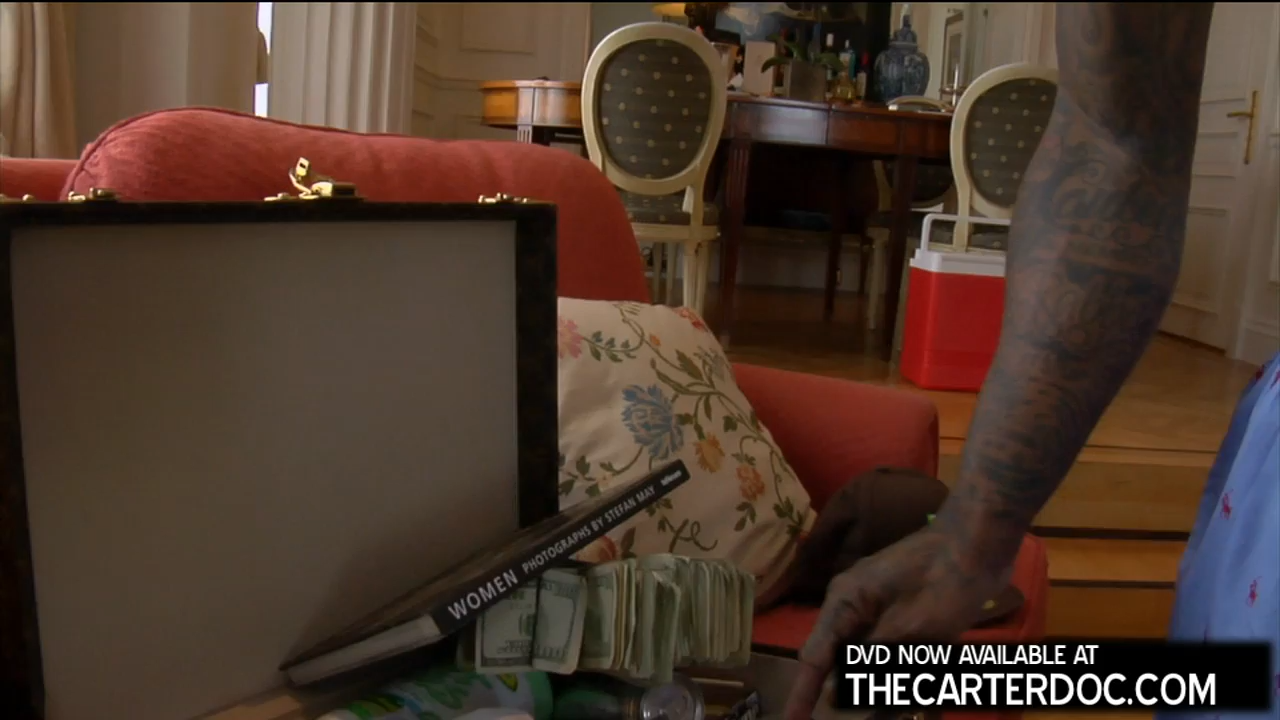 WOMEN PHOTOGRAPHS BY STEFAN MAY
DVD NOW AVAILABLE AT
THECARTERDOC.COM